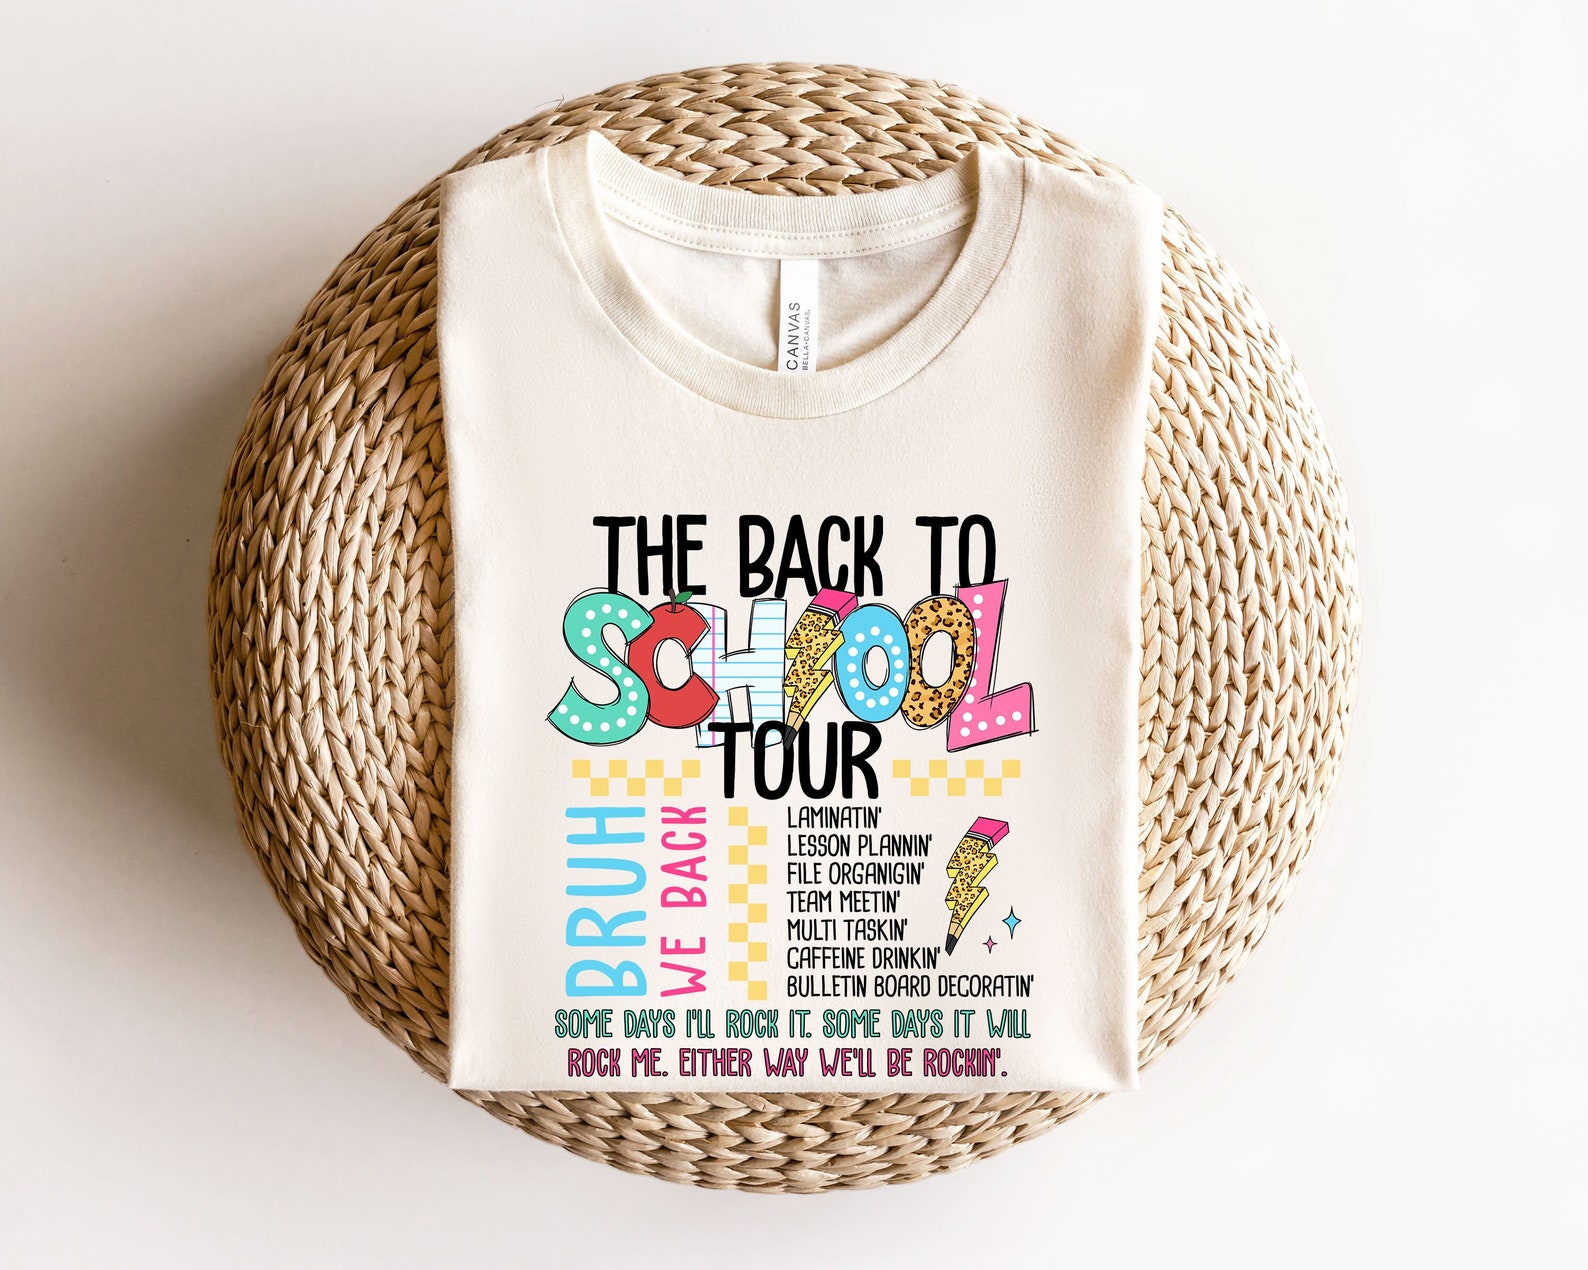 CANVAS
BELLA+CANVAS.
THE BACK TO
SCHOOL
TOUR
BRUH
WE BACK
LAMINATIN'
LESSON PLANNIN'
FILE ORGANIGIN'
TEAM MEETIN'
MULTI TASKIN'
CAFFEINE DRINKIN'
BULLETIN BOARD DECORATIN'
SOME DAYS I'LL ROCK IT. SOME DAYS IT WILL
ROCK ME. EITHER WAY WE'LL BE ROCKIN'.